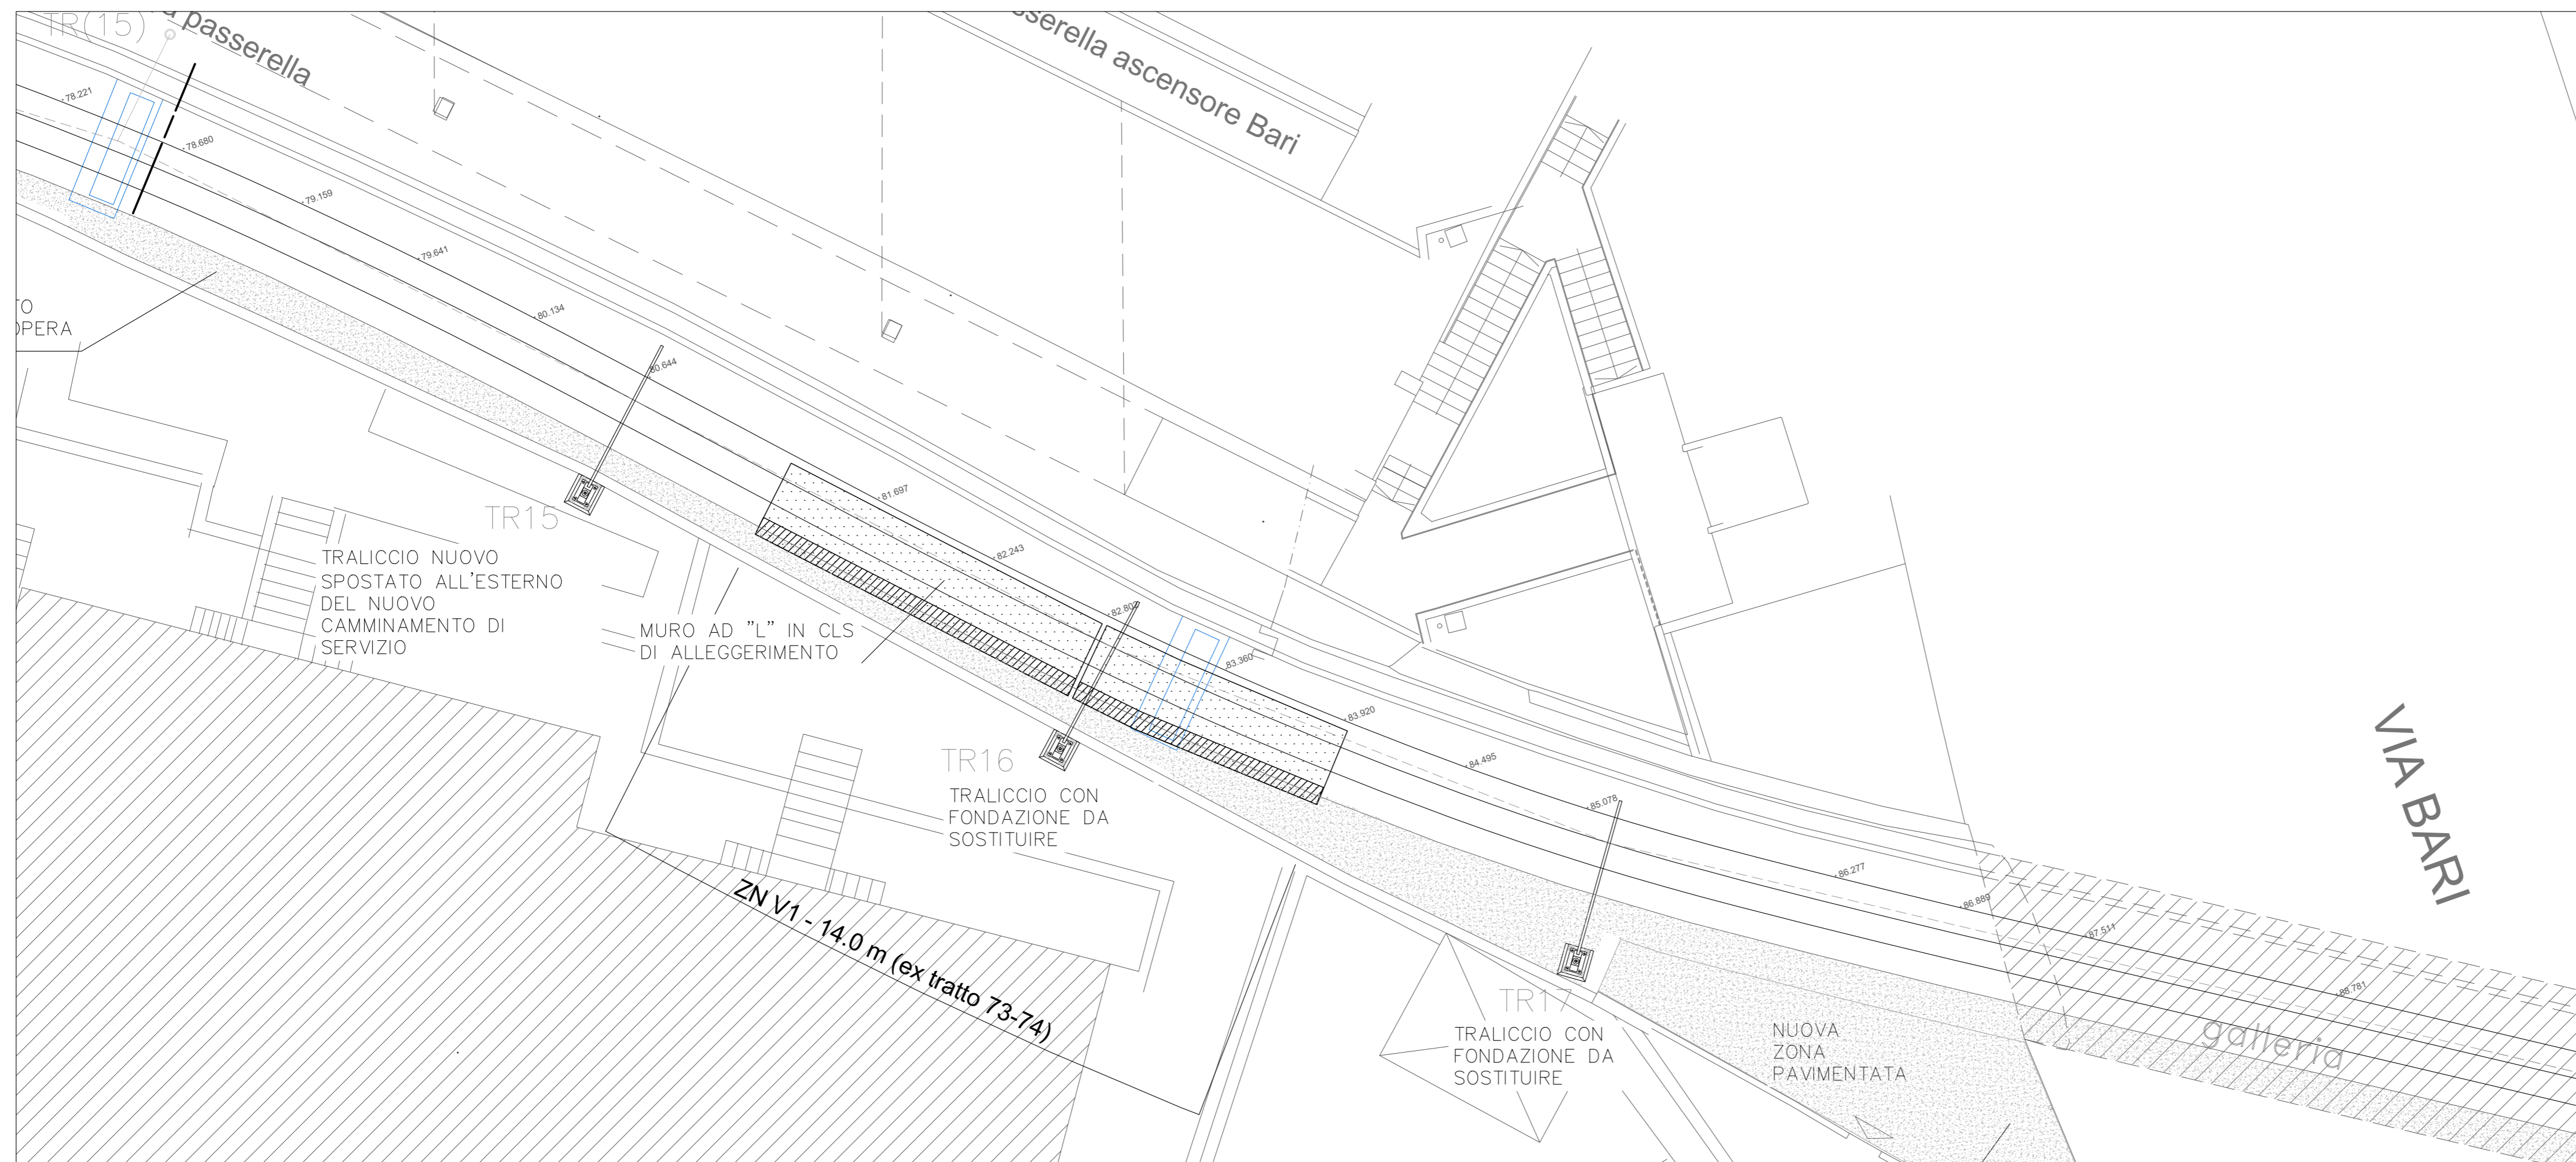 TR(15)
passerella
passerella ascensore Bari
78.221
78.680
79.159
79.641
80.134
80.644
81.697
82.243
82.802
83.360
83.920
84.495
85.078
86.277
86.889
87.511
88.781
TO
OPERA
TR15
TRALICCIO NUOVO
SPOSTATO ALL'ESTERNO
DEL NUOVO
CAMMINAMENTO DI
SERVIZIO
MURO AD "L" IN CLS
DI ALLEGGERIMENTO
TR16
TRALICCIO CON
FONDAZIONE DA
SOSTITUIRE
ZN V1 - 14.0 m (ex tratto 73-74)
TR17
TRALICCIO CON
FONDAZIONE DA
SOSTITUIRE
NUOVA
ZONA
PAVIMENTATA
galleria
VIA BARI